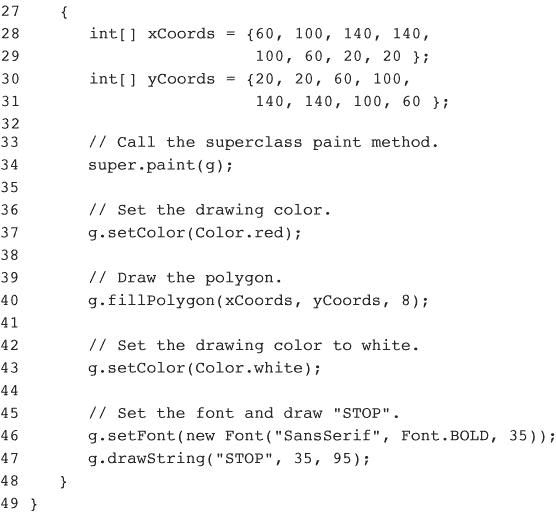 27    {
28       int[] xCoords = {60, 100, 140, 140,
29                        100, 60, 20, 20 };
30       int[] yCoords = {20, 20, 60, 100,
31                        140, 140, 100, 60 };
32
33       // Call the superclass paint method.
34       super.paint(g);
35
36       // Set the drawing color.
37       g.setColor(Color.red);
38
39       // Draw the polygon.
40       g.fillPolygon(xCoords, yCoords, 8);
41
42       // Set the drawing color to white.
43       g.setColor(Color.white);
44
45       // Set the font and draw "STOP".
46       g.setFont(new Font("SansSerif", Font.BOLD, 35));
47       g.drawString("STOP", 35, 95);
48    }
49 }